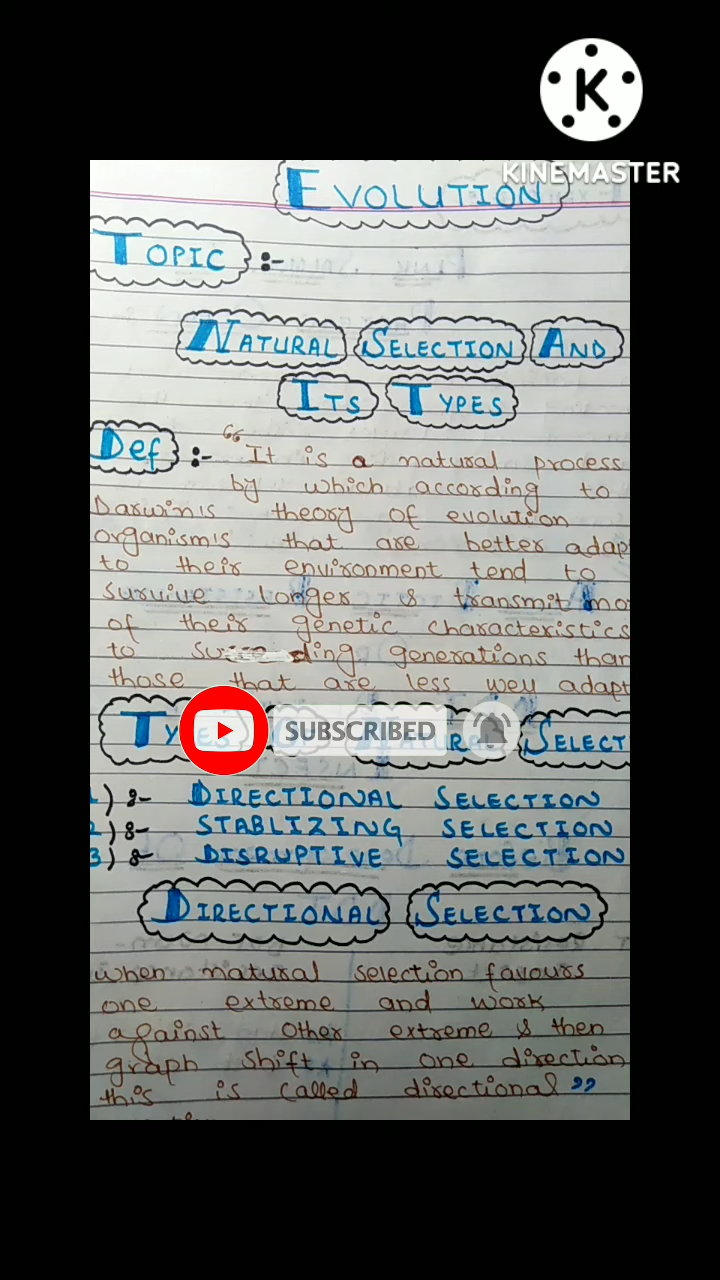 K
KINEMASTER
EVOLUTION
TOPIC :-
NATURAL SELECTION AND
ITS TYPES
Def :- "It is a natural process
by which according to
Darwin's theory of evolution
organism's that are better adap
to their environment tend to
survive longer & transmit mo
of their genetic characteristics
to generations than
those that are less well adapt
SELECT
SUBSCRIBED
1) :- DIRECTIONAL SELECTION
2) :- STABLIZING SELECTION
3) :- DISRUPTIVE SELECTION
DIRECTIONAL SELECTION
when natural selection favours
one extreme and work
against other extreme & then
graph shift in one direction
this is called directional"